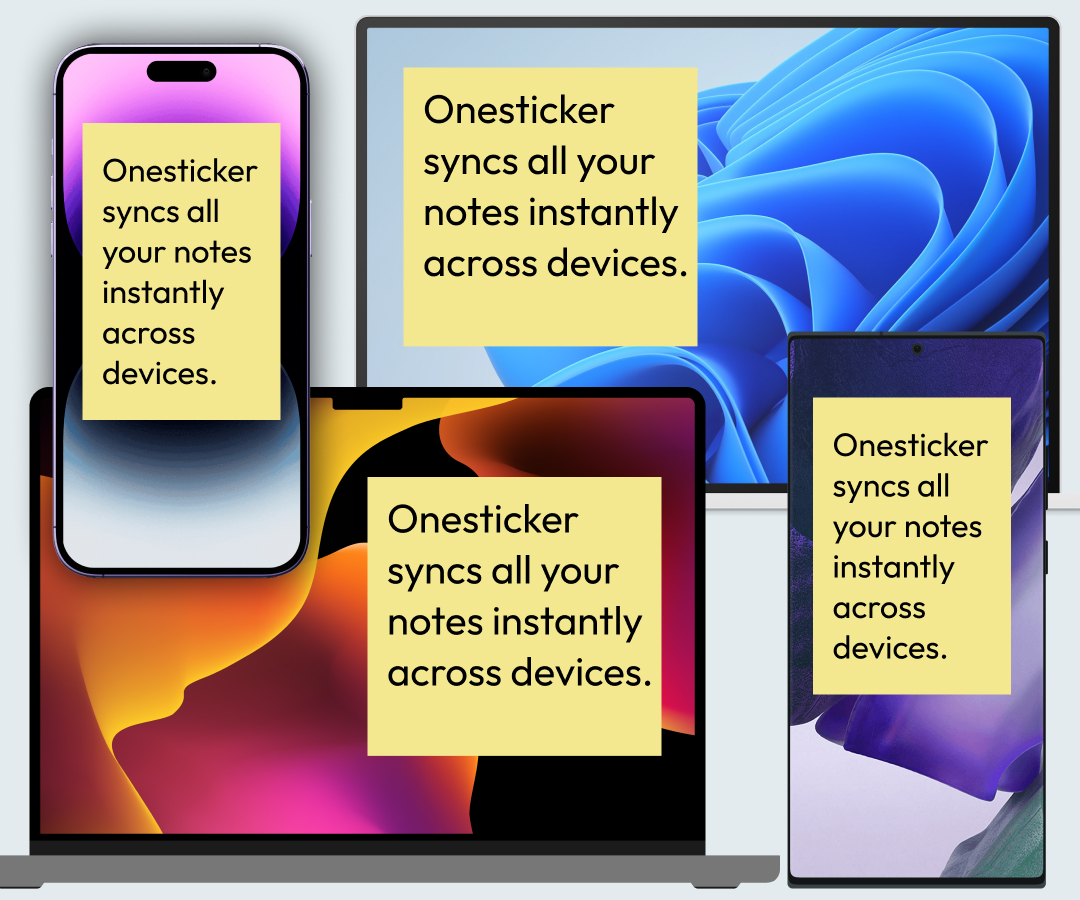 Onesticker
syncs all
your notes
instantly
across
devices.
Onesticker
syncs all your
notes instantly
across devices.
Onesticker
syncs all your
notes instantly
across devices.
Onesticker
syncs all
your notes
instantly
across
devices.